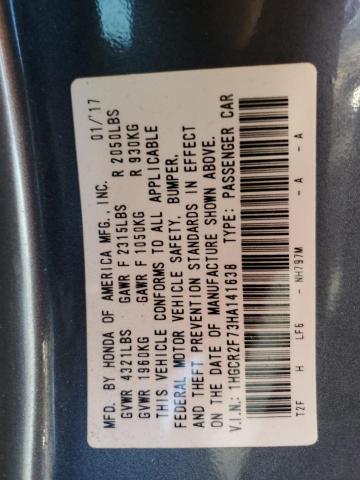 MFD. BY HONDA OF AMERICA MFG., INC. 01/'17
GVWR 4321LBS GAWR F 2315LBS R 2050LBS
GVWR 1960KG GAWR F 1050KG R 930KG
THIS VEHICLE CONFORMS TO ALL APPLICABLE
FEDERAL MOTOR VEHICLE SAFETY, BUMPER,
AND THEFT PREVENTION STANDARDS IN EFFECT
ON THE DATE OF MANUFACTURE SHOWN ABOVE.
V.I.N.: 1HGCR2F73HA141638 TYPE: PASSENGER CAR
T2F H LF6 - NH797M - A - A